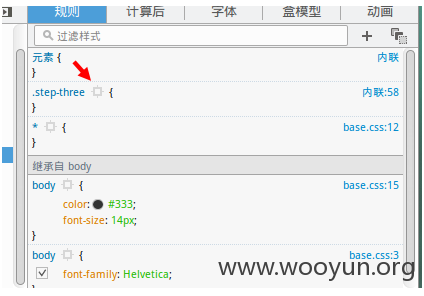 规则 计算后 字体 盒模型 动画
过滤样式
元素 { 内联
}
.step-three { 内联:58
}
* { base.css:12
}
继承自 body
body { base.css:15
color: #333;
font-size: 14px;
}
body { base.css:3
font-family: Helvetica;
www.wooyun.org
}